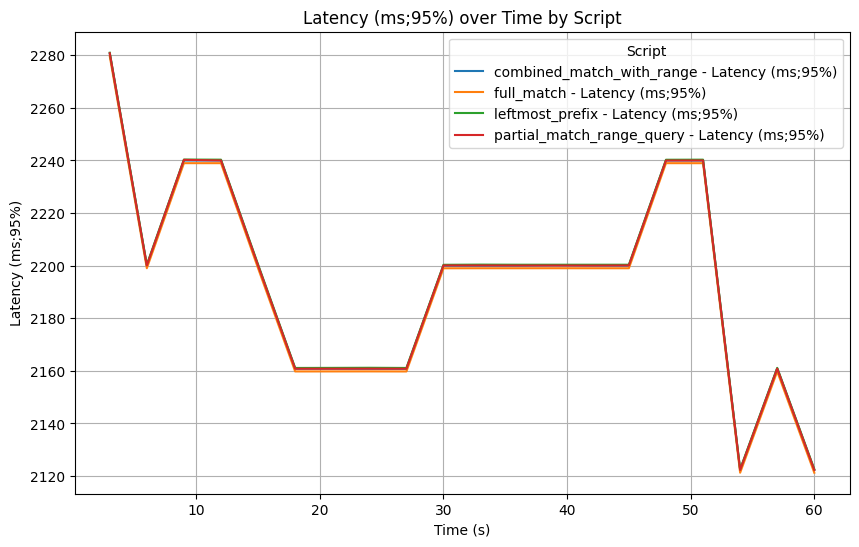 Latency (ms;95%) over Time by Script
Latency (ms;95%)
2280
2260
2240
2220
2200
2180
2160
2140
2120
Script
combined_match_with_range - Latency (ms;95%)
full_match - Latency (ms;95%)
leftmost_prefix - Latency (ms;95%)
partial_match_range_query - Latency (ms;95%)
10
20
30
40
50
60
Time (s)